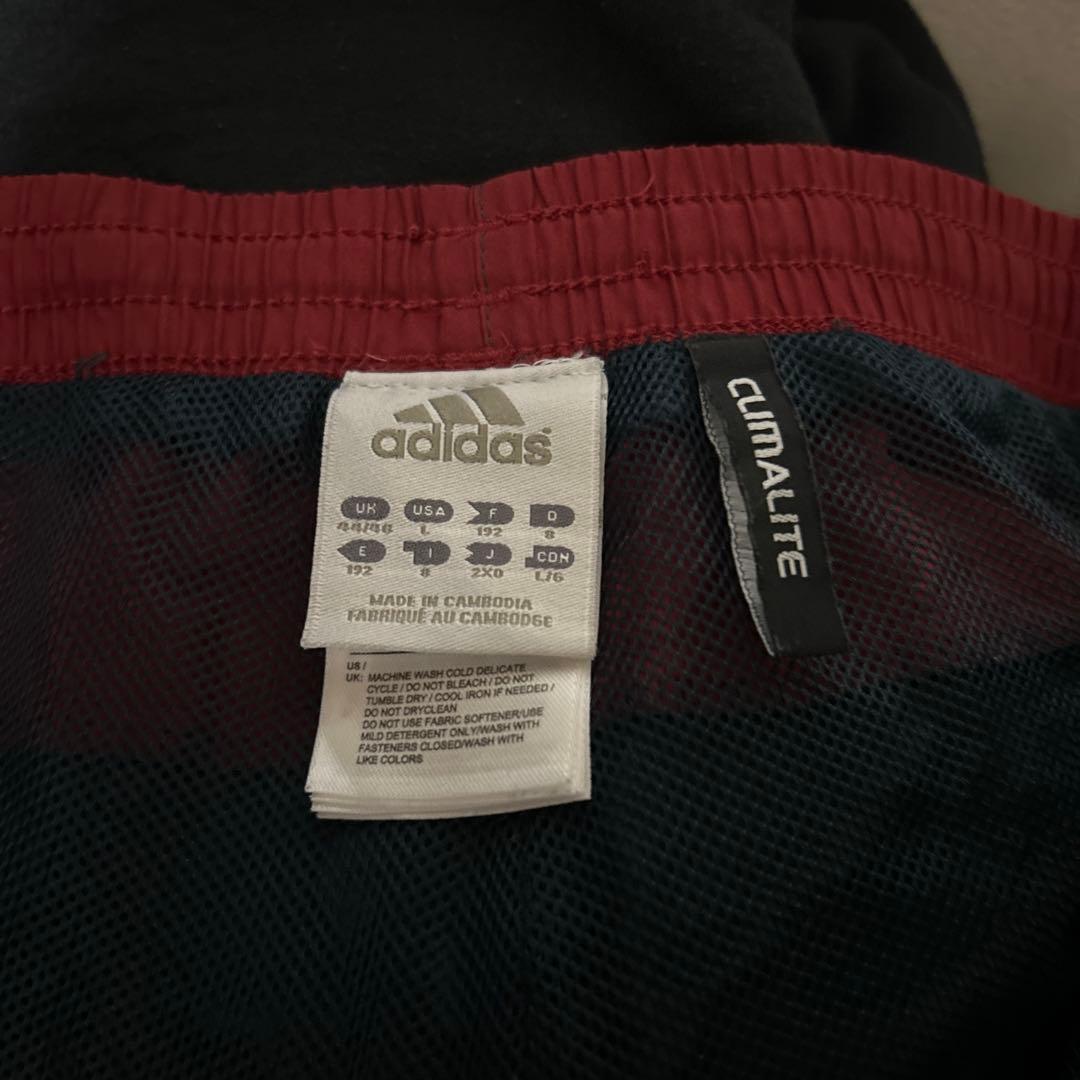 adidas
UK USA F D
44/46 L 192 8
E I J CDN
192 8 2XO L/G
MADE IN CAMBODIA
FABRIQUÉ AU CAMBODGE
US /
UK: MACHINE WASH COLD DELICATE
CYCLE / DO NOT BLEACH / DO NOT
TUMBLE DRY / COOL IRON IF NEEDED /
DO NOT DRYCLEAN
DO NOT USE FABRIC SOFTENER/USE
MILD DETERGENT ONLY/WASH WITH
FASTENERS CLOSED/WASH WITH
LIKE COLORS
CLIMALITE